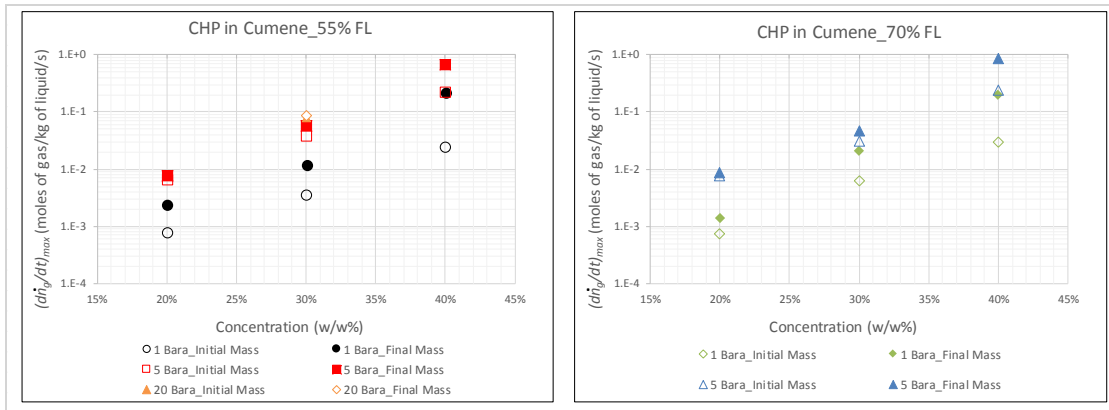 CHP in Cumene_55% FL
(dṅg/dt)max (moles of gas/kg of liquid/s)
1.E+0
1.E-1
1.E-2
1.E-3
1.E-4
15% 20% 25% 30% 35% 40% 45%
Concentration (w/w%)
1 Bara_Initial Mass 1 Bara_Final Mass
5 Bara_Initial Mass 5 Bara_Final Mass
20 Bara_Initial Mass 20 Bara_Final Mass
CHP in Cumene_70% FL
(dṅg/dt)max (moles of gas/kg of liquid/s)
1.E+0
1.E-1
1.E-2
1.E-3
1.E-4
15% 20% 25% 30% 35% 40% 45%
Concentration (w/w%)
1 Bara_Initial Mass 1 Bara_Final Mass
5 Bara_Initial Mass 5 Bara_Final Mass